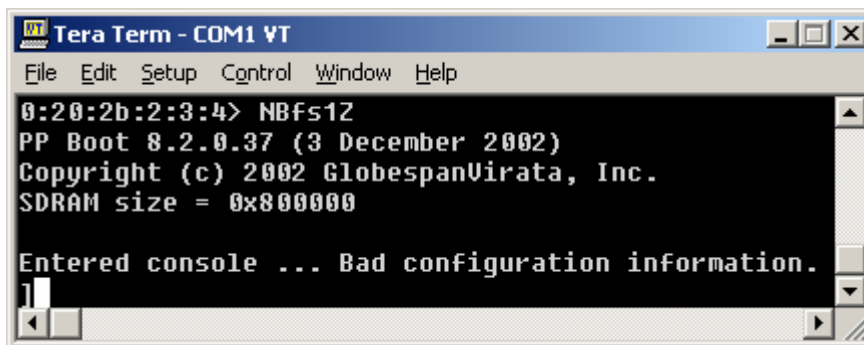 Tera Term - COM1 VT
File Edit Setup Control Window Help
0:20:2b:2:3:4> NBfs1Z
PP Boot 8.2.0.37 (3 December 2002)
Copyright (c) 2002 GlobespanVirata, Inc.
SDRAM size = 0x800000
Entered console ... Bad configuration information.
]